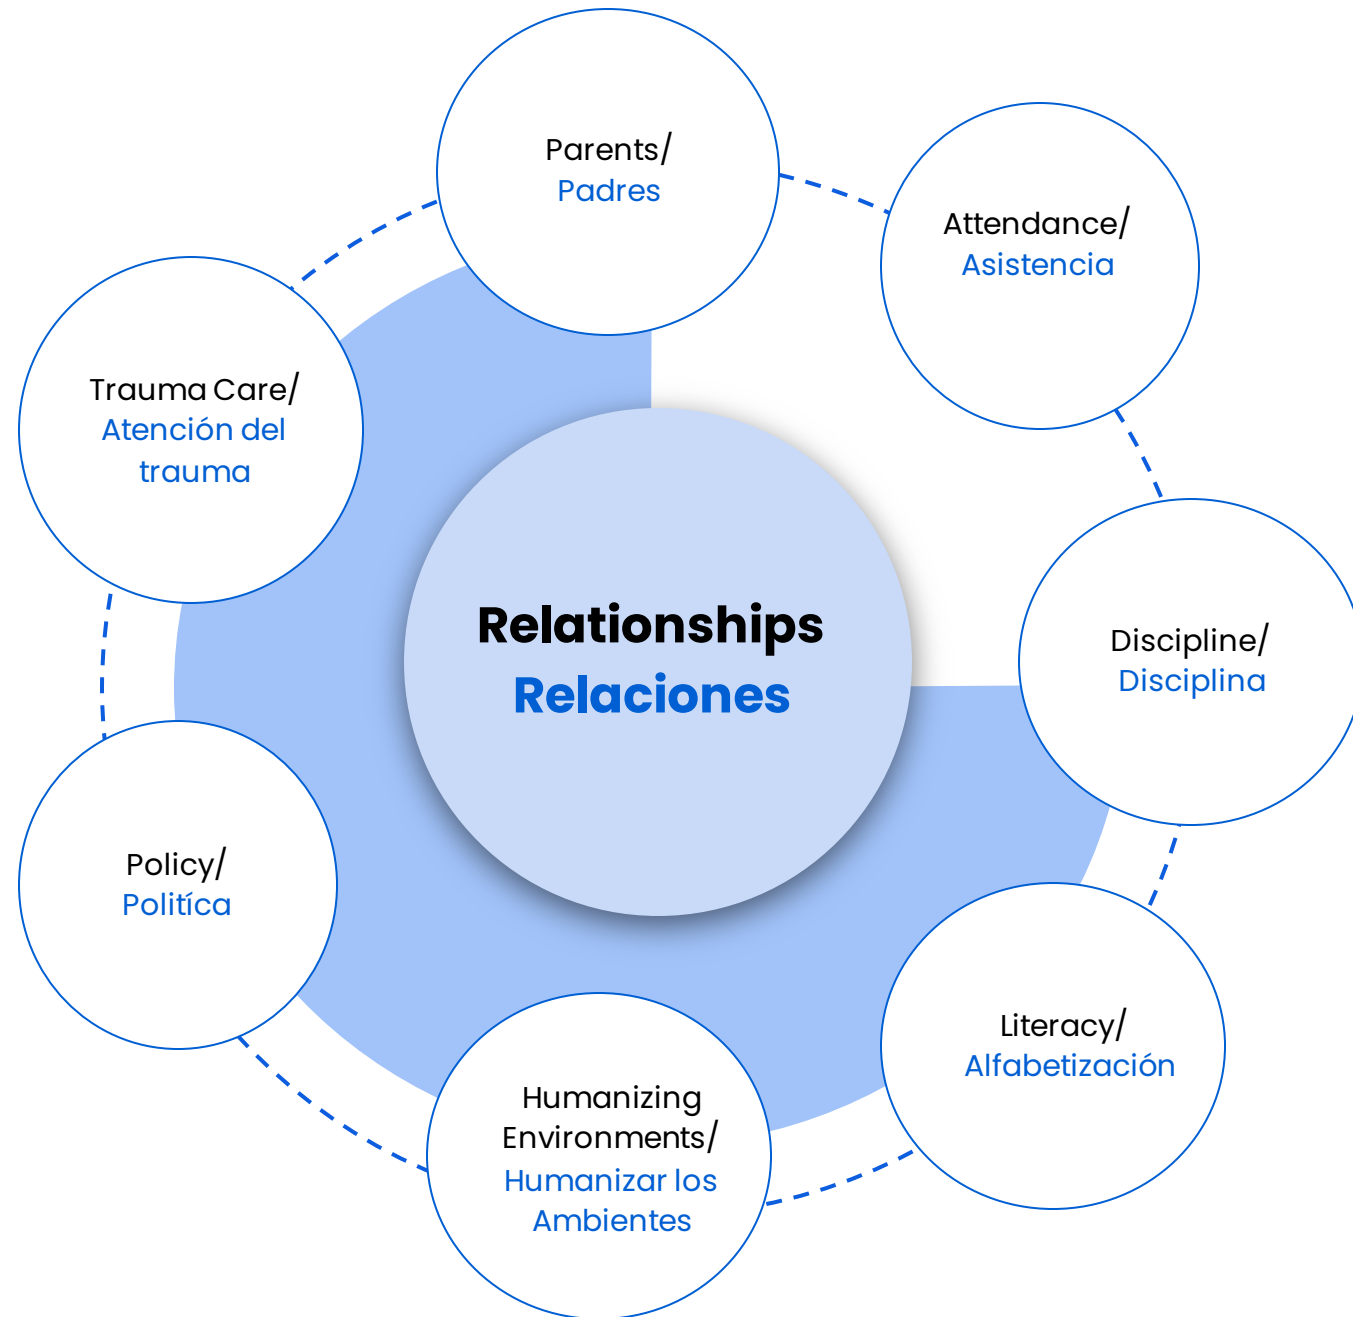 Parents/
Padres
Attendance/
Asistencia
Trauma Care/
Atención del
trauma
Relationships
Relaciones
Discipline/
Disciplina
Policy/
Politíca
Literacy/
Alfabetización
Humanizing
Environments/
Humanizar los
Ambientes